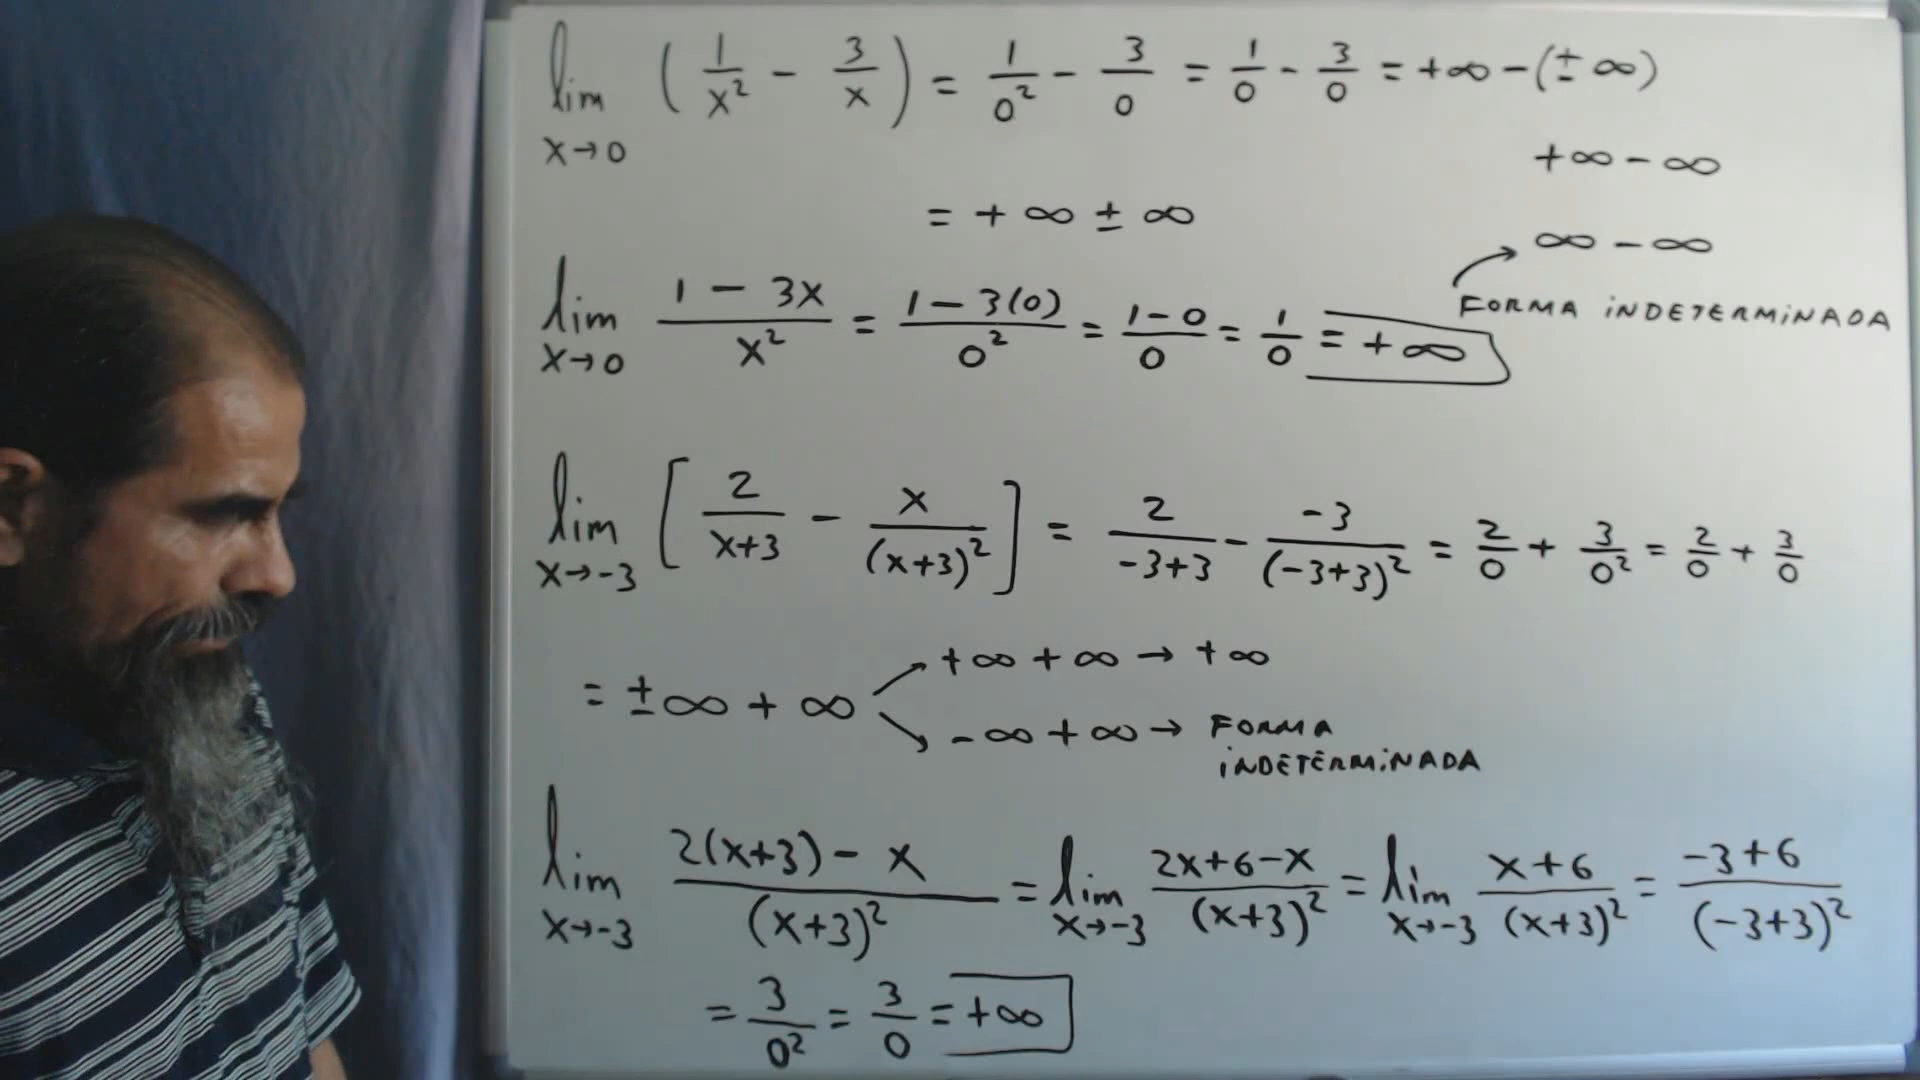 lim x→0 ( 1/x² - 3/x ) = 1/0² - 3/0 = 1/0 - 3/0 = +∞ - (± ∞)
+∞ - ∞
= + ∞ ± ∞
∞ - ∞
FORMA INDETERMINADA
lim x→0 (1 - 3x)/x² = (1 - 3(0))/0² = (1 - 0)/0 = 1/0 = +∞
lim x→-3 [ 2/(x+3) - x/(x+3)² ] = 2/(-3+3) - -3/(-3+3)² = 2/0 + 3/0² = 2/0 + 3/0
+∞ + ∞ → +∞
= ±∞ + ∞
-∞ + ∞ → FORMA
INDETERMINADA
lim x→-3 (2(x+3) - x)/(x+3)² = lim x→-3 (2x+6-x)/(x+3)² = lim x→-3 (x+6)/(x+3)² = (-3+6)/(-3+3)²
= 3/0² = 3/0 = +∞